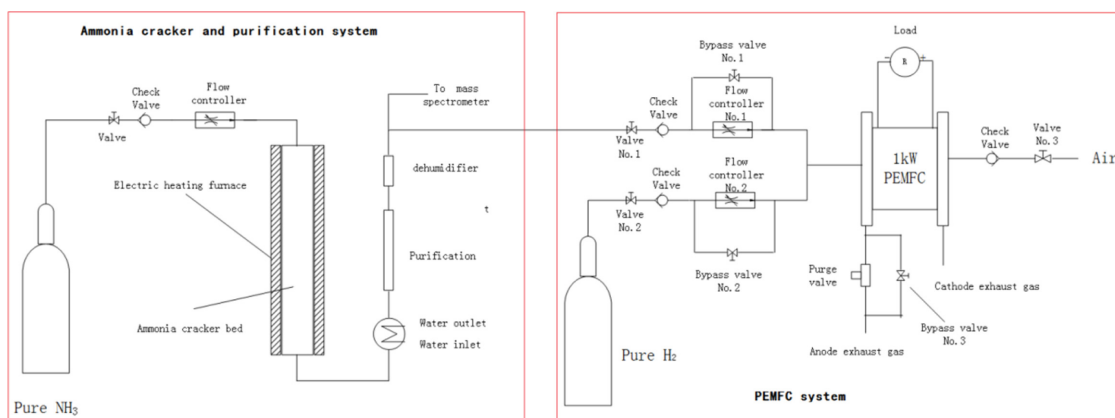 Ammonia cracker and purification system
To mass
spectrometer
Flow
controller
Check
Valve
Valve
dehumidifier
Electric heating furnace
t
Purification
Ammonia cracker bed
Water outlet
Water inlet
Pure NH₃
Load
- +
R
Bypass valve
No.1
Flow
controller
No.1
Check
Valve
Valve
No.1
Flow
controller
No.2
Check
Valve
Valve
No.2
Bypass valve
No.2
1kW
PEMFC
Check
Valve
Valve
No.3
Air
Purge
valve
Cathode exhaust gas
Bypass valve
No.3
Anode exhaust gas
Pure H₂
PEMFC system